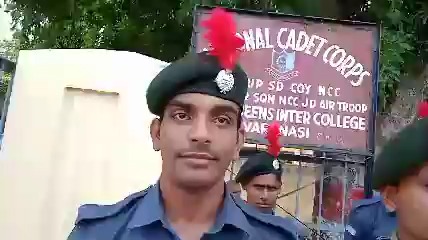 NAL CADET CORPS
UP SD COY NCC
SQN NCC JD AIR TROOP
EENS INTER COLLEGE
VARANASI